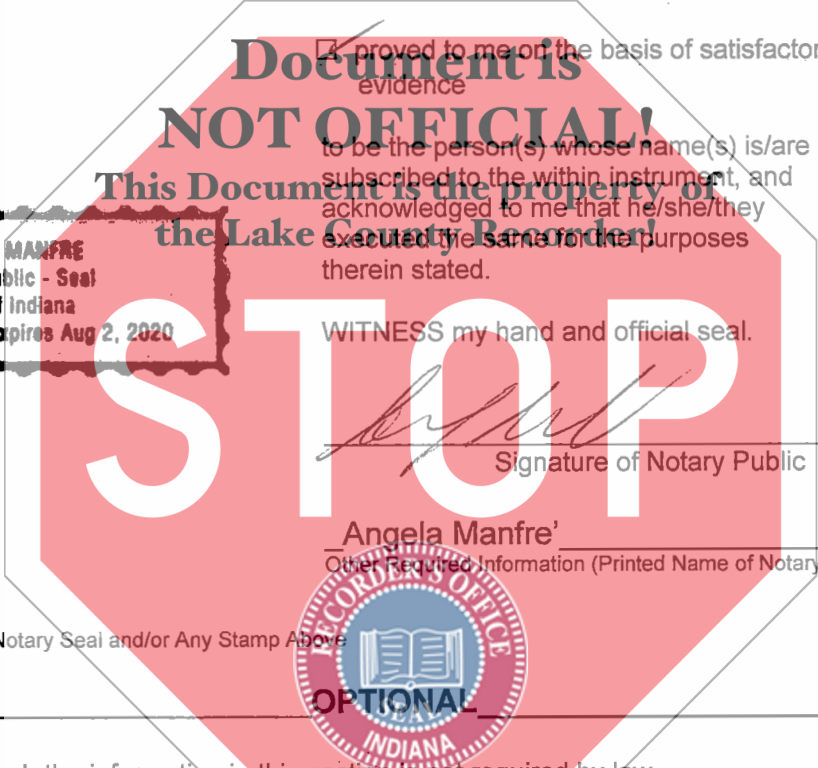 Document is
NOT OFFICIAL!
This Document is the property of
the Lake County Recorder!
proved to me on the basis of satisfactor
evidence
to be the person(s) whose name(s) is/are
subscribed to the within instrument, and
acknowledged to me that he/she/they
executed the same for the purposes
therein stated.
MANFRE
blic - Seal
f Indiana
xpires Aug 2, 2020
WITNESS my hand and official seal.
STOP
Signature of Notary Public
Angela Manfre’
Other Required Information (Printed Name of Notary
Notary Seal and/or Any Stamp Above
RECORDER'S OFFICE
OPTIONAL
SEAL
INDIANA